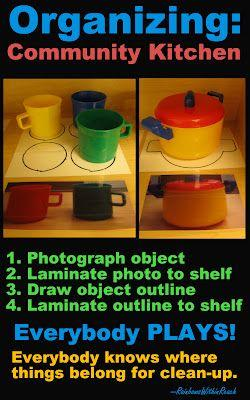 Organizing:
Community Kitchen
1. Photograph object
2. Laminate photo to shelf
3. Draw object outline
4. Laminate outline to shelf
Everybody PLAYS!
Everybody knows where
things belong for clean-up.
—RainbowsWithinReach